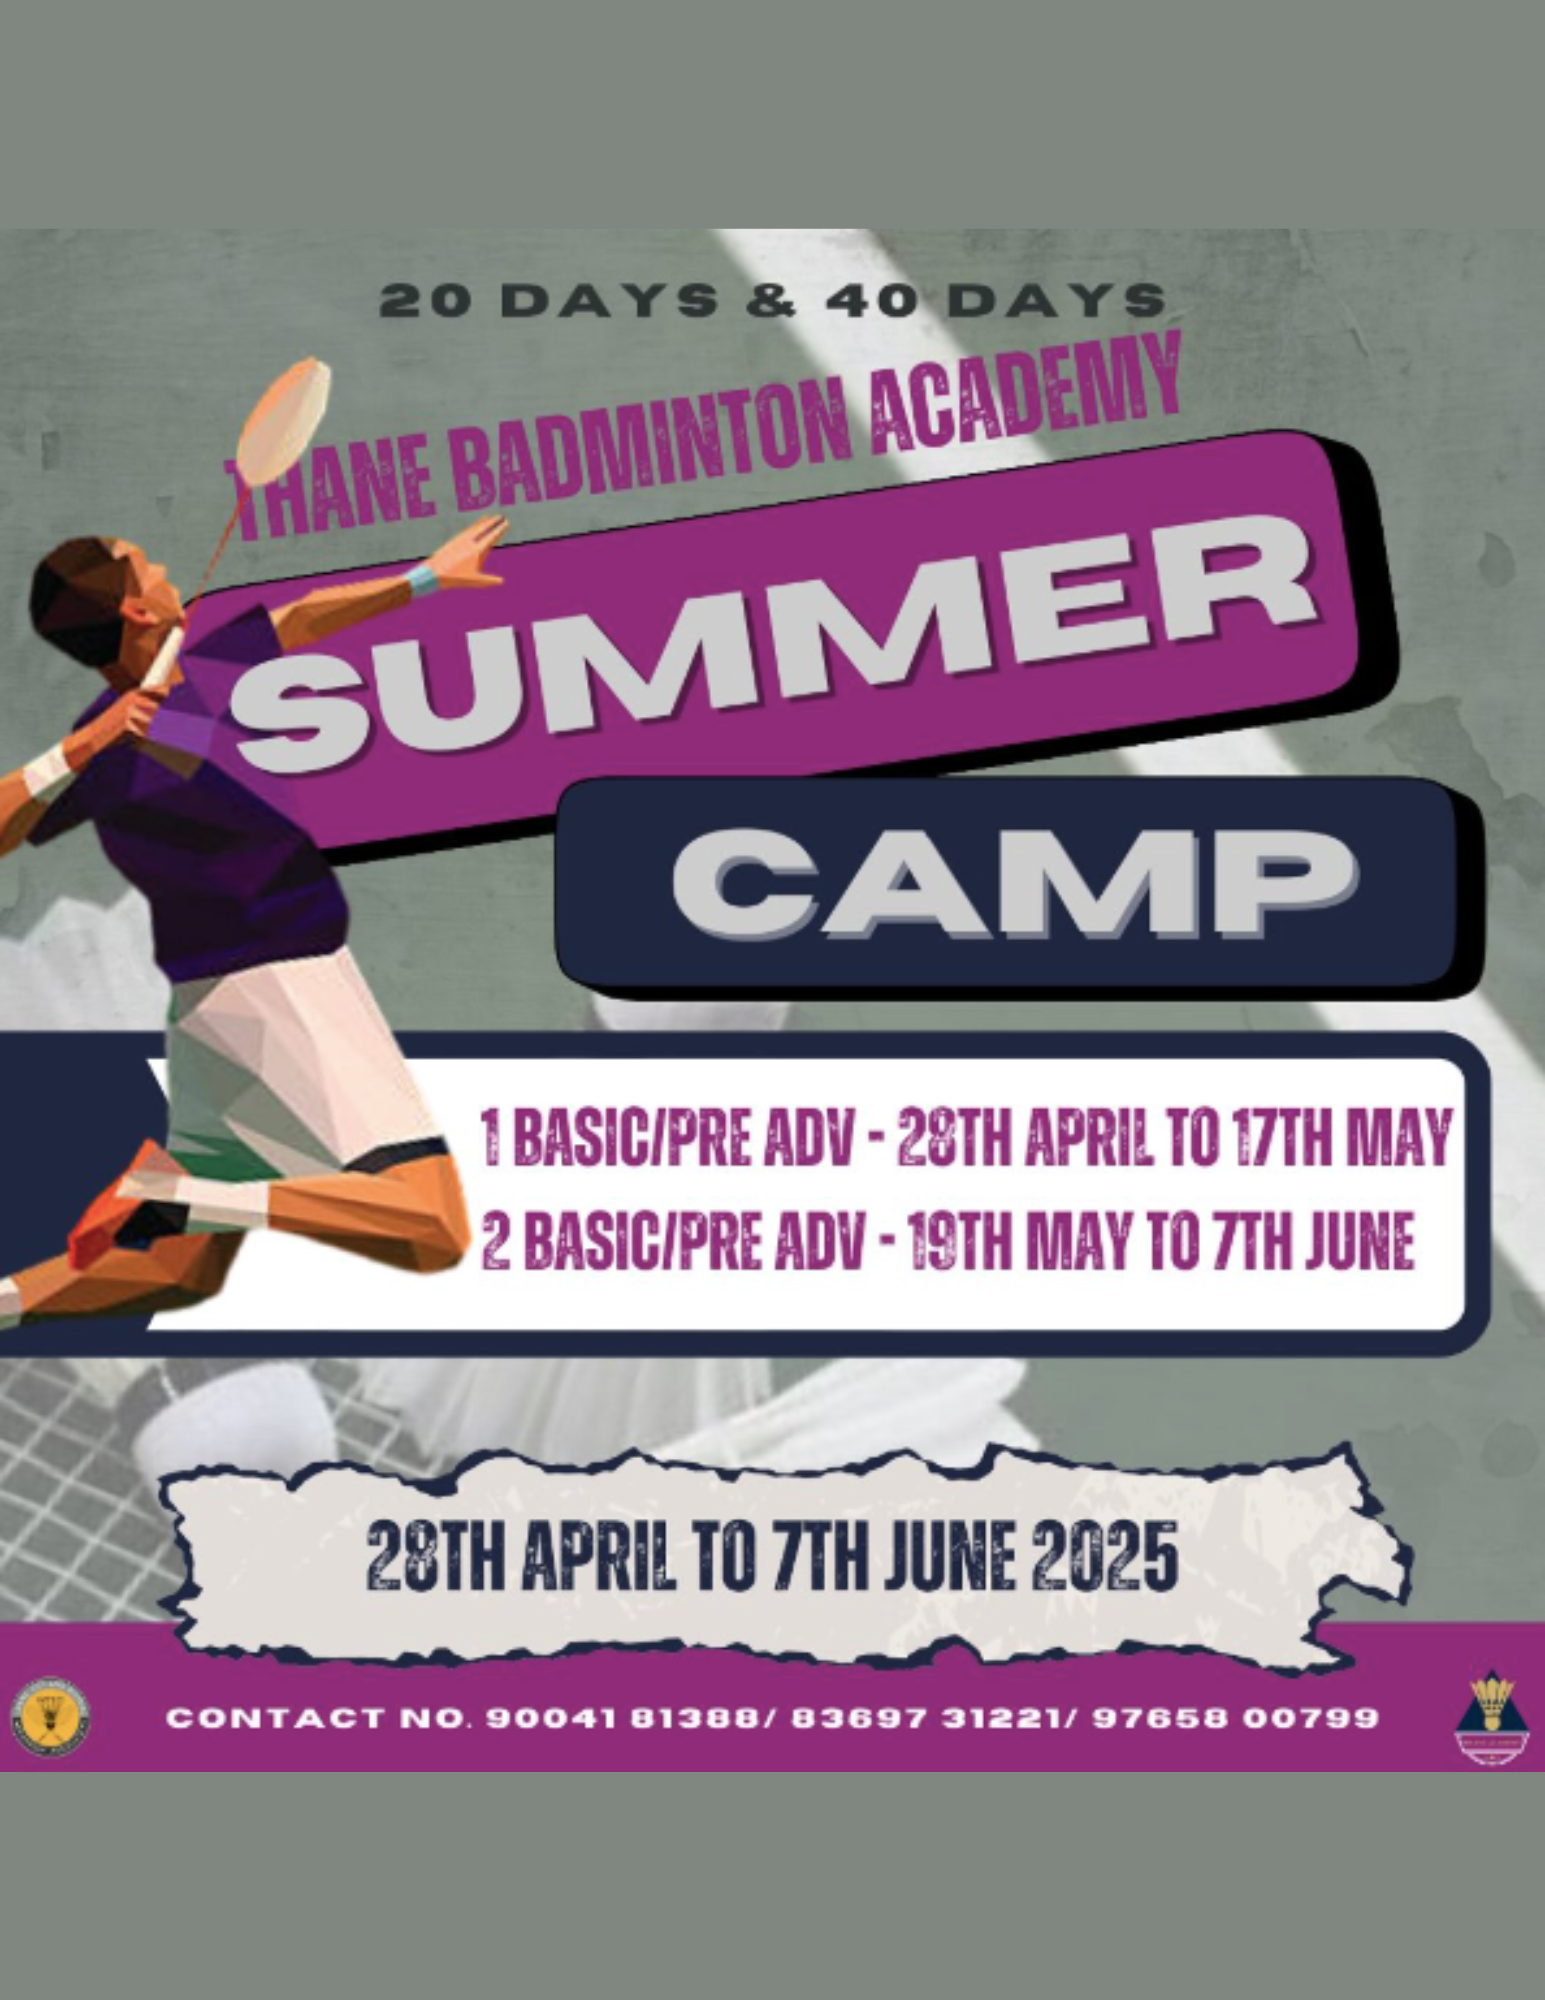 20 DAYS & 40 DAYS
THANE BADMINTON ACADEMY
SUMMER
CAMP
1 BASIC/PRE ADV - 28TH APRIL TO 17TH MAY
2 BASIC/PRE ADV - 19TH MAY TO 7TH JUNE
28TH APRIL TO 7TH JUNE 2025
CONTACT NO. 90041 81388/ 83697 31221/ 97658 00799